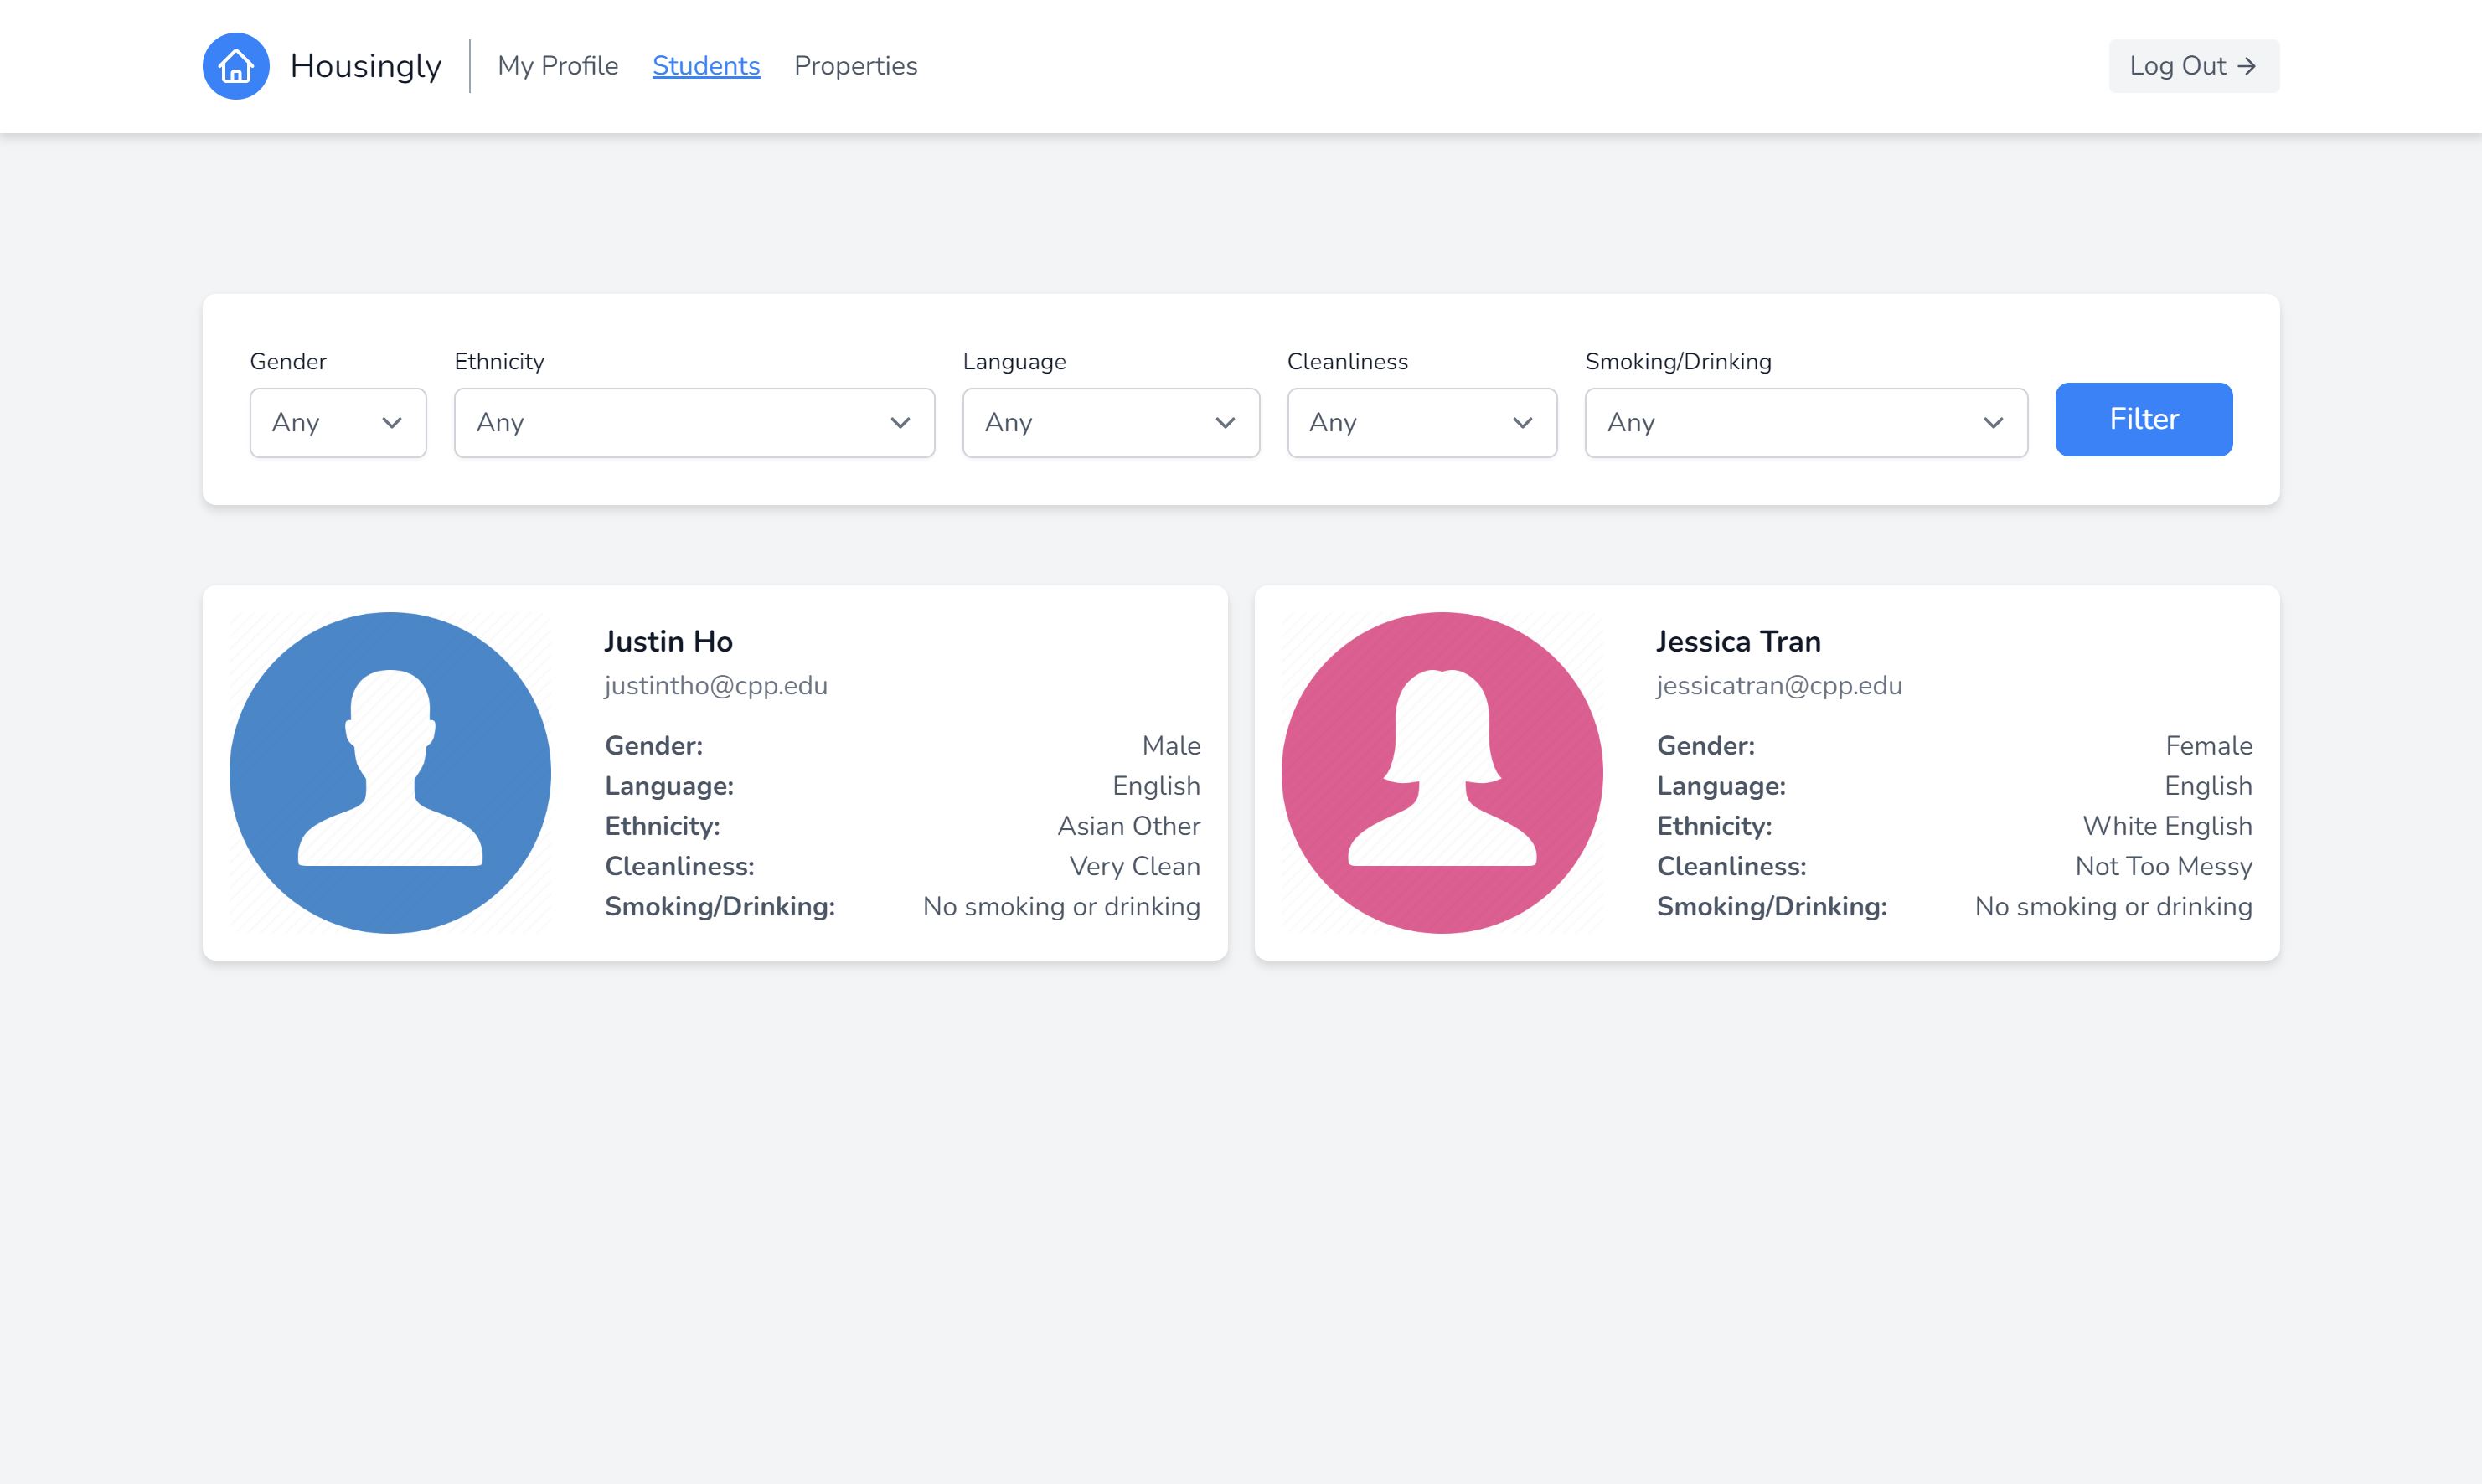 Housingly My Profile Students Properties Log Out →
Gender Ethnicity Language Cleanliness Smoking/Drinking
Any Any Any Any Any Filter
Justin Ho
justintho@cpp.edu
Gender: Male
Language: English
Ethnicity: Asian Other
Cleanliness: Very Clean
Smoking/Drinking: No smoking or drinking
Jessica Tran
jessicatran@cpp.edu
Gender: Female
Language: English
Ethnicity: White English
Cleanliness: Not Too Messy
Smoking/Drinking: No smoking or drinking